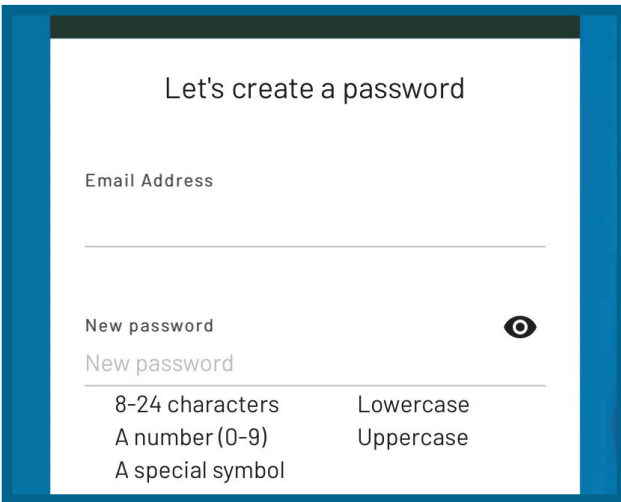 Let's create a password
Email Address
New password
New password
8-24 characters Lowercase
A number (0-9) Uppercase
A special symbol